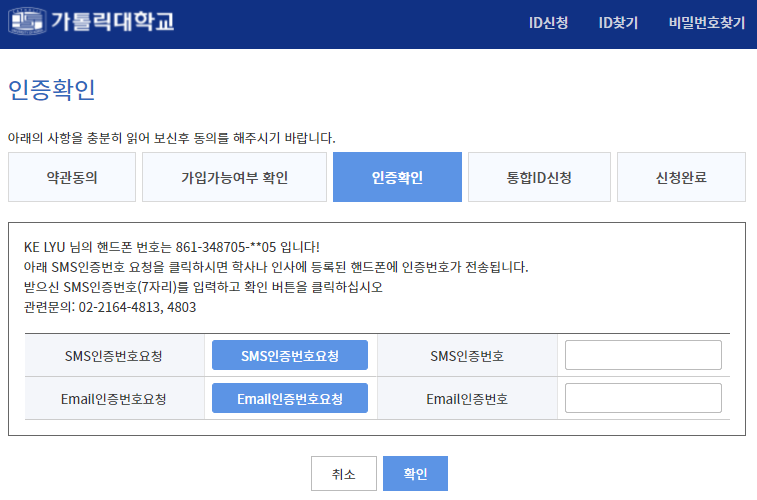 가톨릭대학교
ID신청 ID찾기 비밀번호찾기
인증확인
아래의 사항을 충분히 읽어 보신후 동의를 해주시기 바랍니다.
약관동의 가입가능여부 확인 인증확인 통합ID신청 신청완료
KE LYU 님의 핸드폰 번호는 861-348705-**05 입니다!
아래 SMS인증번호 요청을 클릭하시면 학사나 인사에 등록된 핸드폰에 인증번호가 전송됩니다.
받으신 SMS인증번호(7자리)를 입력하고 확인 버튼을 클릭하십시오
관련문의: 02-2164-4813, 4803
SMS인증번호요청 SMS인증번호요청 SMS인증번호
Email인증번호요청 Email인증번호요청 Email인증번호
취소 확인